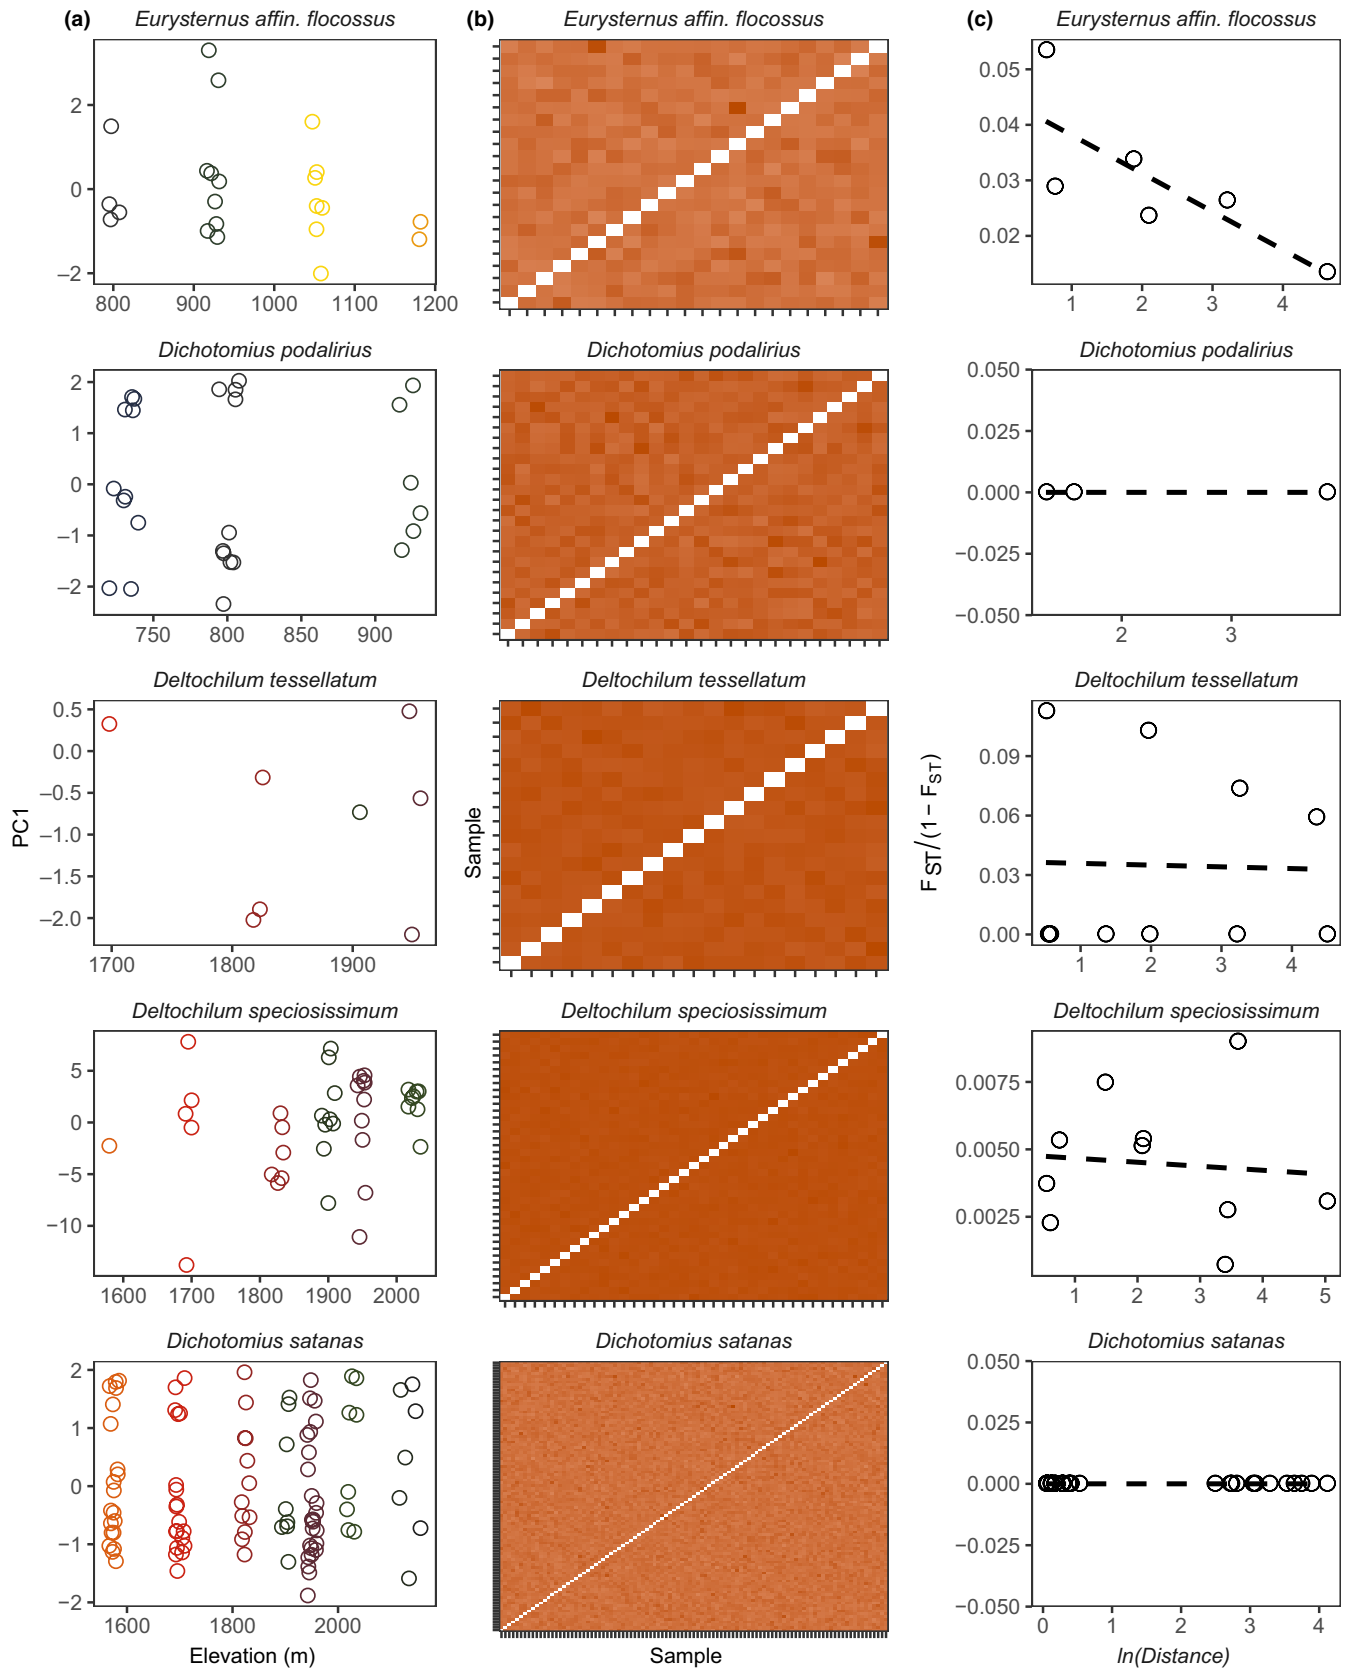 (a) Eurysternus affin. flocossus (b) Eurysternus affin. flocossus (c) Eurysternus affin. flocossus
2
0
−2
800 900 1000 1100 1200
0.05
0.04
0.03
0.02
1 2 3 4
Dichotomius podalirius Dichotomius podalirius Dichotomius podalirius
2
1
0
−1
−2
750 800 850 900
0.050
0.025
0.000
−0.025
−0.050
2 3
Deltochilum tessellatum Deltochilum tessellatum Deltochilum tessellatum
PC1
0.5
0.0
−0.5
−1.0
−1.5
−2.0
1700 1800 1900
Sample
FST/(1 − FST)
0.09
0.06
0.03
0.00
1 2 3 4
Deltochilum speciosissimum Deltochilum speciosissimum Deltochilum speciosissimum
5
0
−5
−10
1600 1700 1800 1900 2000
0.0075
0.0050
0.0025
1 2 3 4 5
Dichotomius satanas Dichotomius satanas Dichotomius satanas
2
1
0
−1
−2
1600 1800 2000
Elevation (m)
Sample
0.050
0.025
0.000
−0.025
−0.050
0 1 2 3 4
ln(Distance)